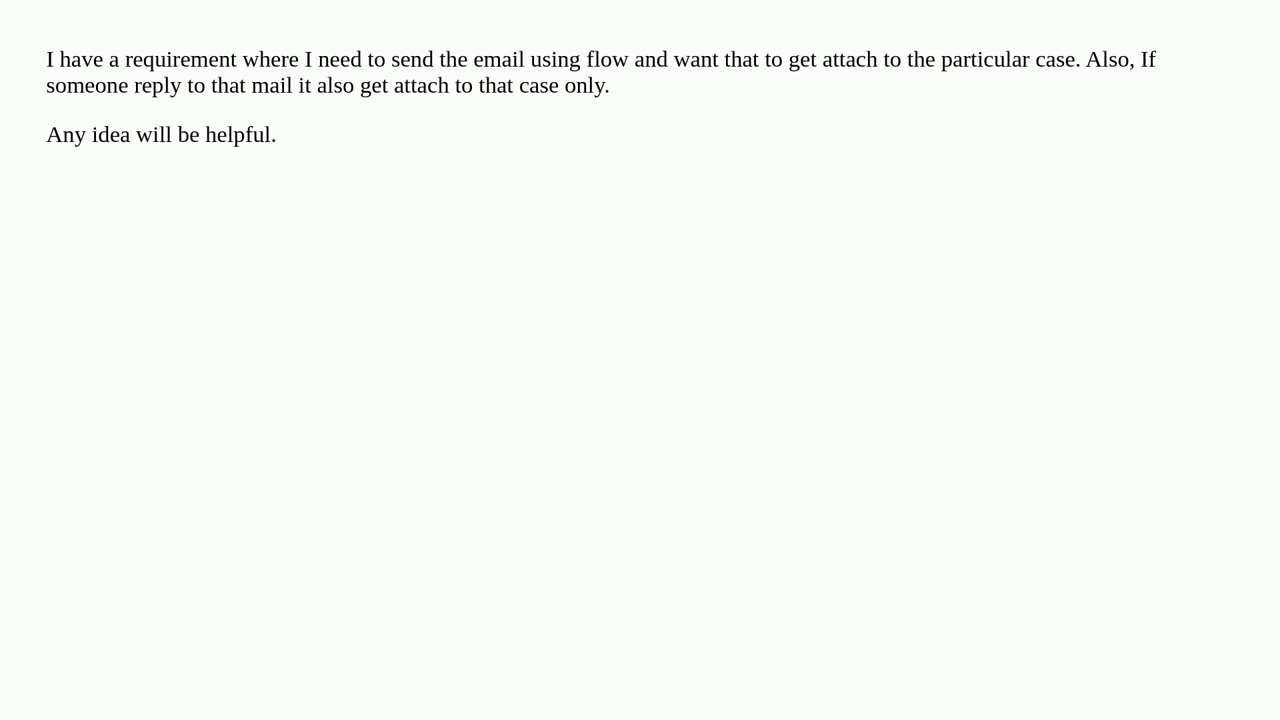 I have a requirement where I need to send the email using flow and want that to get attach to the particular case. Also, If
someone reply to that mail it also get attach to that case only.
Any idea will be helpful.